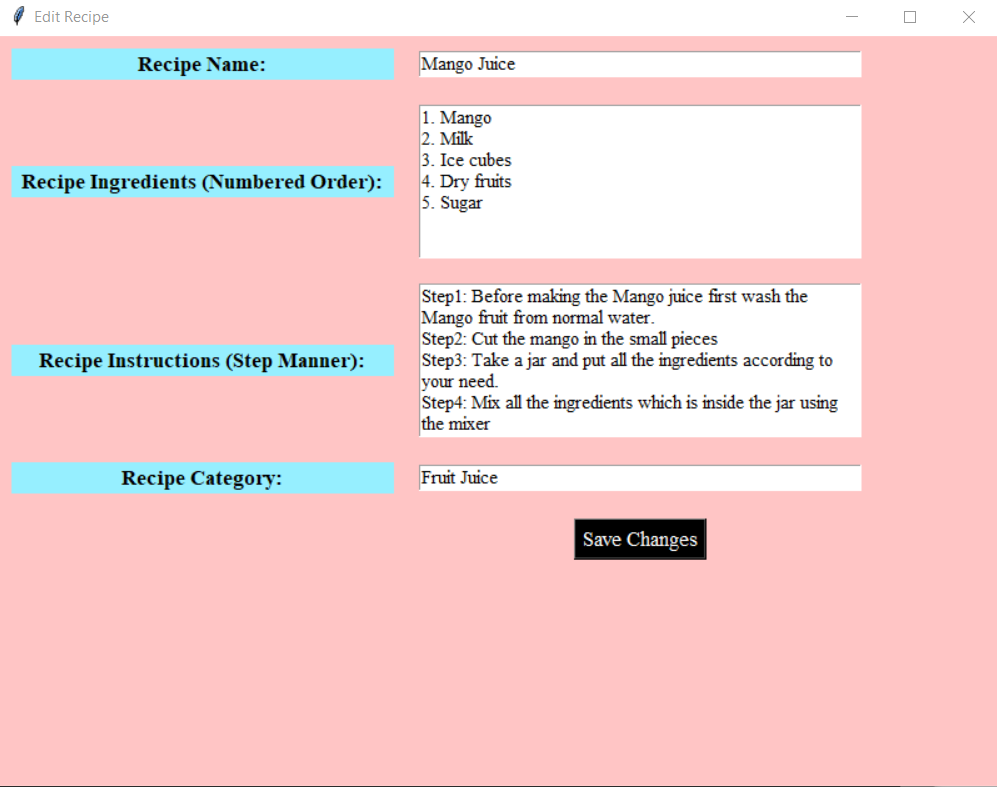 Edit Recipe
Recipe Name:
Mango Juice
Recipe Ingredients (Numbered Order):
1. Mango
2. Milk
3. Ice cubes
4. Dry fruits
5. Sugar
Recipe Instructions (Step Manner):
Step1: Before making the Mango juice first wash the
Mango fruit from normal water.
Step2: Cut the mango in the small pieces
Step3: Take a jar and put all the ingredients according to
your need.
Step4: Mix all the ingredients which is inside the jar using
the mixer
Recipe Category:
Fruit Juice
Save Changes